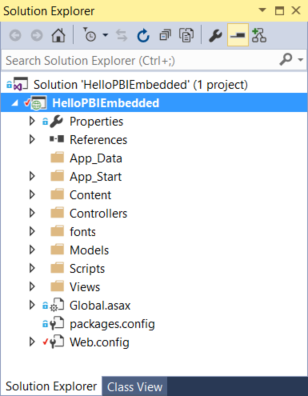 Solution Explorer
Search Solution Explorer (Ctrl+;)
Solution 'HelloPBIEmbedded' (1 project)
HelloPBIEmbedded
Properties
References
App_Data
App_Start
Content
Controllers
fonts
Models
Scripts
Views
Global.asax
packages.config
Web.config
Solution Explorer Class View